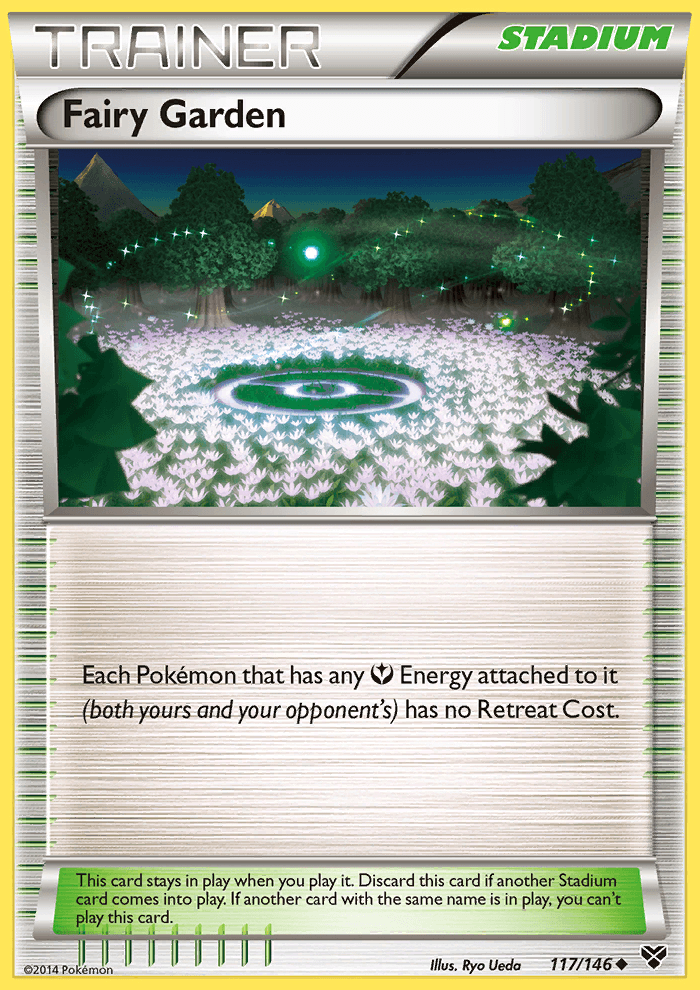 TRAINER
STADIUM
Fairy Garden
Each Pokémon that has any Energy attached to it
(both yours and your opponent's) has no Retreat Cost.
This card stays in play when you play it. Discard this card if another Stadium
card comes into play. If another card with the same name is in play, you can't
play this card.
©2014 Pokémon
Illus. Ryo Ueda
117/146